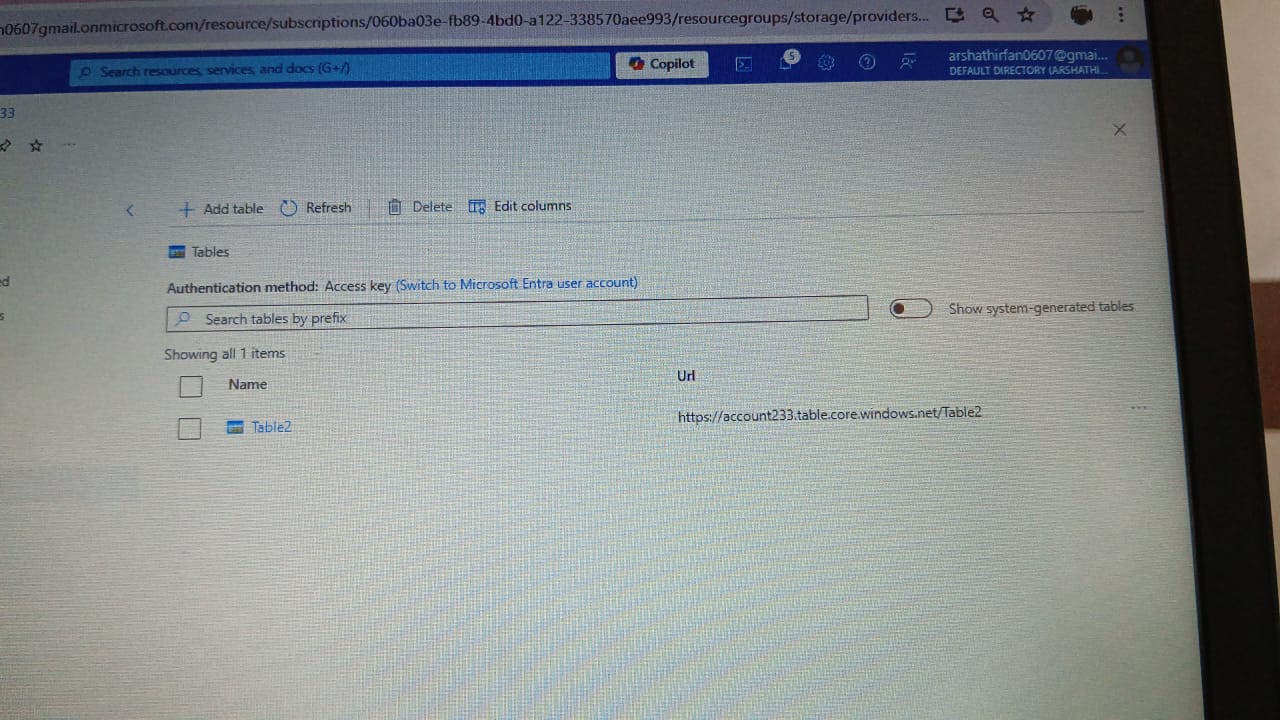 n0607gmail.onmicrosoft.com/resource/subscriptions/060ba03e-fb89-4bd0-a122-338570aee993/resourcegroups/storage/providers...
Search resources, services, and docs (G+/)
Copilot
5
arshathirfan0607@gmai...
DEFAULT DIRECTORY (ARSHATHI...
33
Add table
Refresh
Delete
Edit columns
Tables
Authentication method: Access key (Switch to Microsoft Entra user account)
Search tables by prefix
Show system-generated tables
Showing all 1 items
Name
Url
Table2
https://account233.table.core.windows.net/Table2